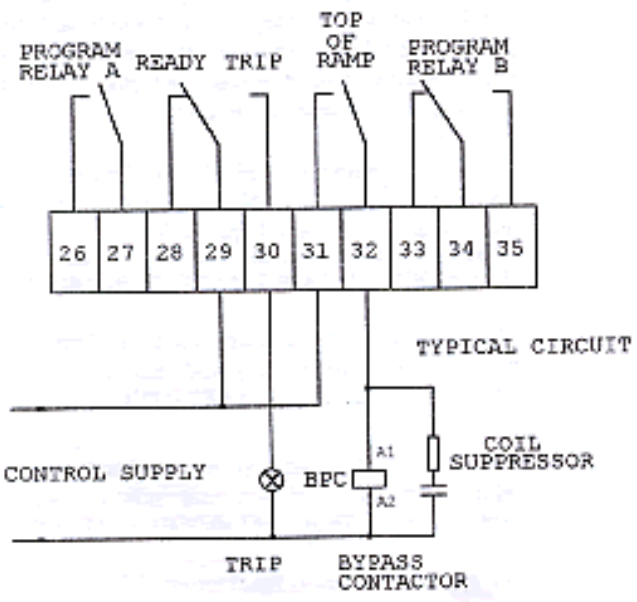 TOP
OF
RAMP
PROGRAM
RELAY A
READY TRIP
PROGRAM
RELAY B
26 27 28 29 30 31 32 33 34 35
TYPICAL CIRCUIT
CONTROL SUPPLY
BPC
A1
A2
COIL
SUPPRESSOR
TRIP
BYPASS
CONTACTOR